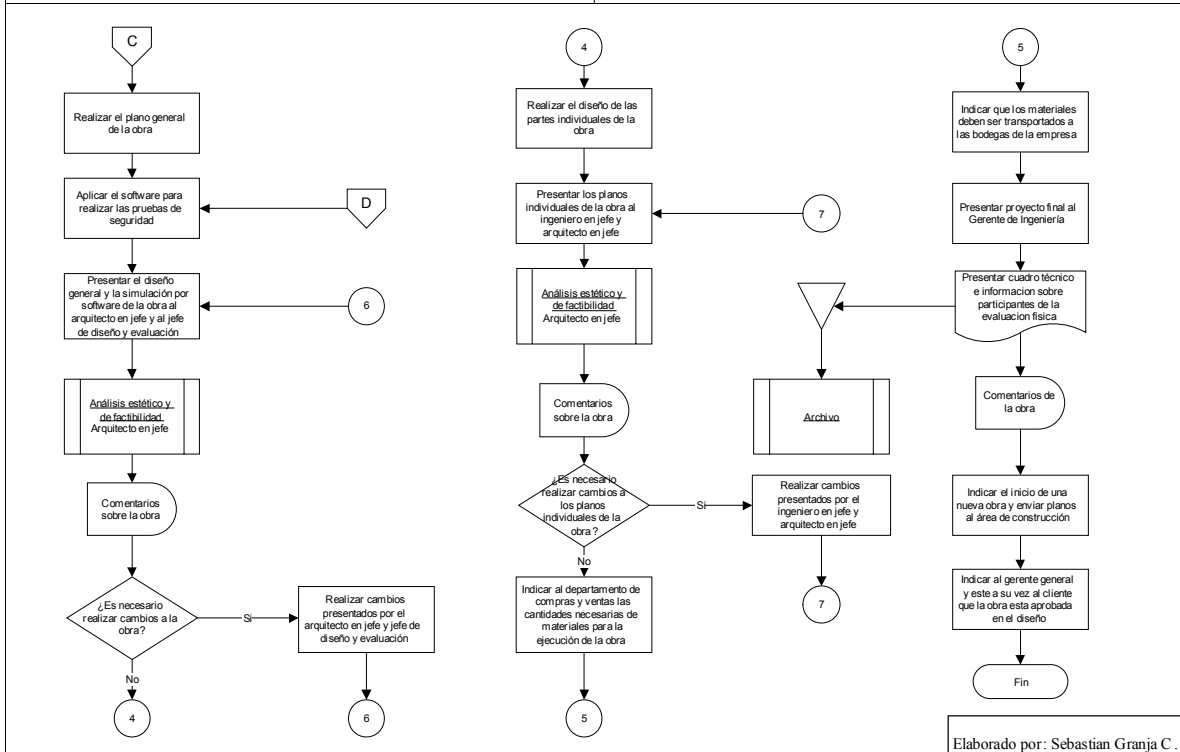 C
Realizar el plano general
de la obra
Aplicar el software para
realizar las pruebas de
seguridad
D
Presentar el diseño
general y la simulación por
software de la obra al
arquitecto en jefe y al jefe
de diseño y evaluación
6
Análisis estético y
de factibilidad
Arquitecto en jefe
Comentarios
sobre la obra
¿Es necesario
realizar cambios a la
obra?
Si
Realizar cambios
presentados por el
arquitecto en jefe y jefe de
diseño y evaluación
No
4
6
4
Realizar el diseño de las
partes individuales de la
obra
Presentar los planos
individuales de la obra al
ingeniero en jefe y
arquitecto en jefe
7
Análisis estético y
de factibilidad
Arquitecto en jefe
Comentarios
sobre la obra
¿Es necesario
realizar cambios a
los planos
individuales de la
obra?
Si
Realizar cambios
presentados por el
ingeniero en jefe y
arquitecto en jefe
No
7
Indicar al departamento de
compras y ventas las
cantidades necesarias de
materiales para la
ejecución de la obra
5
5
Indicar que los materiales
deben ser transportados a
las bodegas de la empresa
Presentar proyecto final al
Gerente de Ingeniería
Presentar cuadro técnico
e informacion sobre
participantes de la
evaluacion fisica
Archivo
Comentarios de
la obra
Indicar el inicio de una
nueva obra y enviar planos
al área de construcción
Indicar al gerente general
y este a su vez al cliente
que la obra esta aprobada
en el diseño
Fin
Elaborado por: Sebastian Granja C .